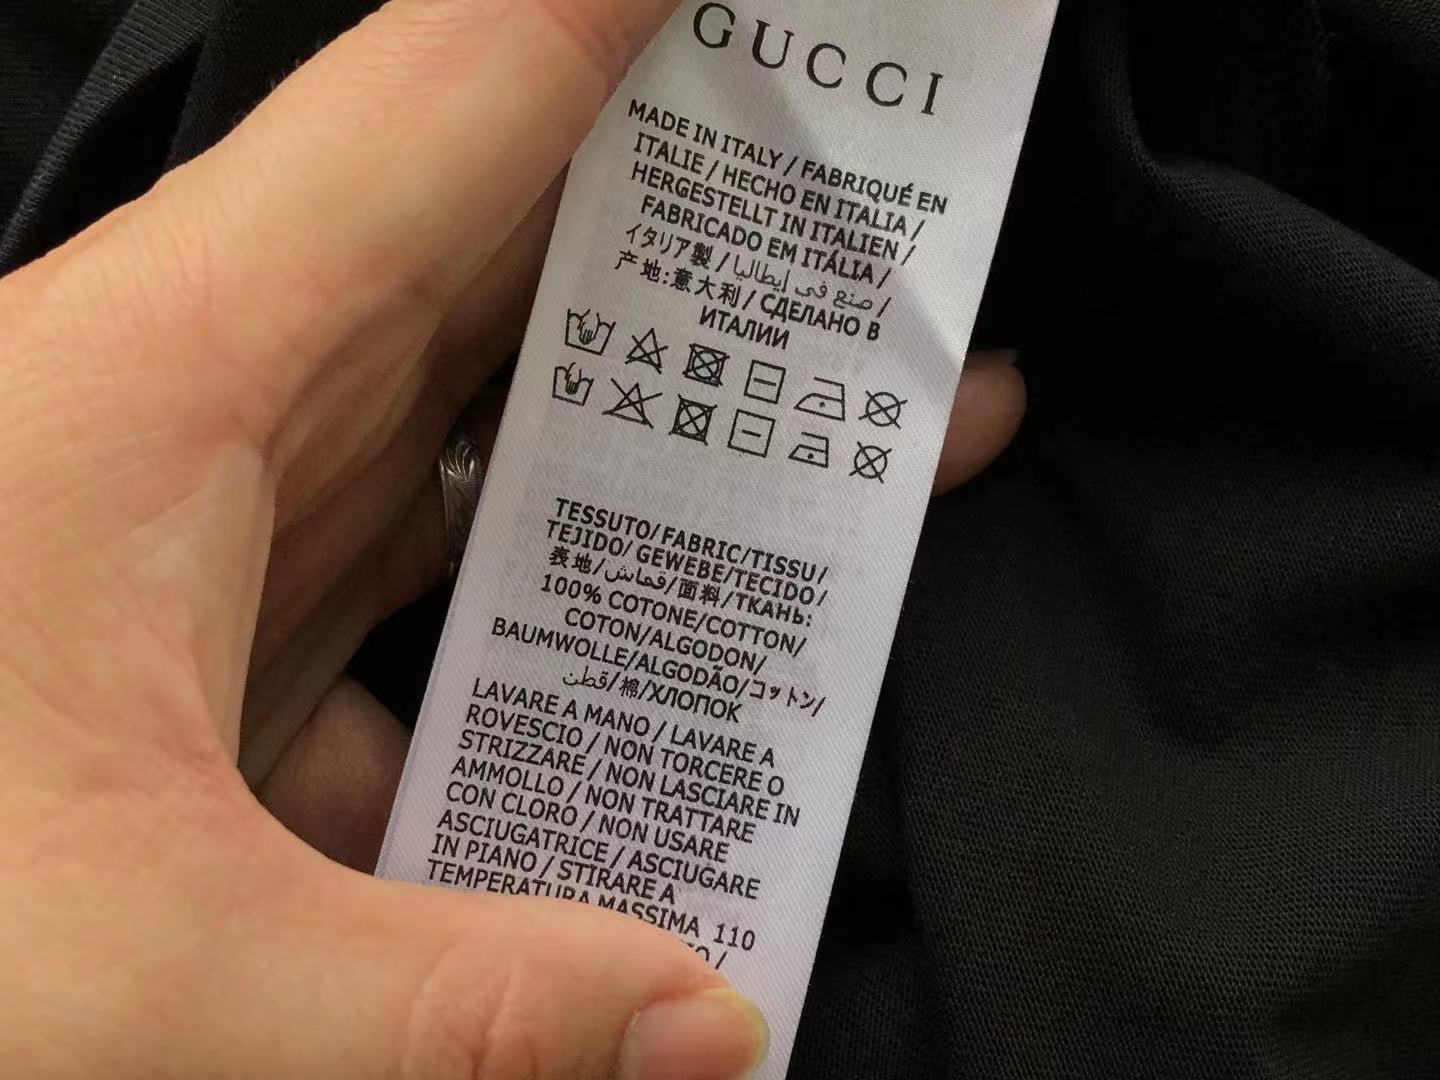 GUCCI
MADE IN ITALY / FABRIQUÉ EN
ITALIE / HECHO EN ITALIA /
HERGESTELLT IN ITALIEN /
FABRICADO EM ITÁLIA /
イタリア製 / صنع في إيطاليا /
产地:意大利 / СДЕЛАНО В
ИТАЛИИ
TESSUTO/FABRIC/TISSU/
TEJIDO/ GEWEBE/TECIDO/
表地/قماش/面料/ТКАНЬ:
100% COTONE/COTTON/
COTON/ALGODON/
BAUMWOLLE/ALGODÃO/コットン/
قطن/棉/ХЛОПОК
LAVARE A MANO / LAVARE A
ROVESCIO / NON TORCERE O
STRIZZARE / NON LASCIARE IN
AMMOLLO / NON TRATTARE
CON CLORO / NON USARE
ASCIUGATRICE / ASCIUGARE
IN PIANO / STIRARE A
TEMPERATURA MASSIMA 110